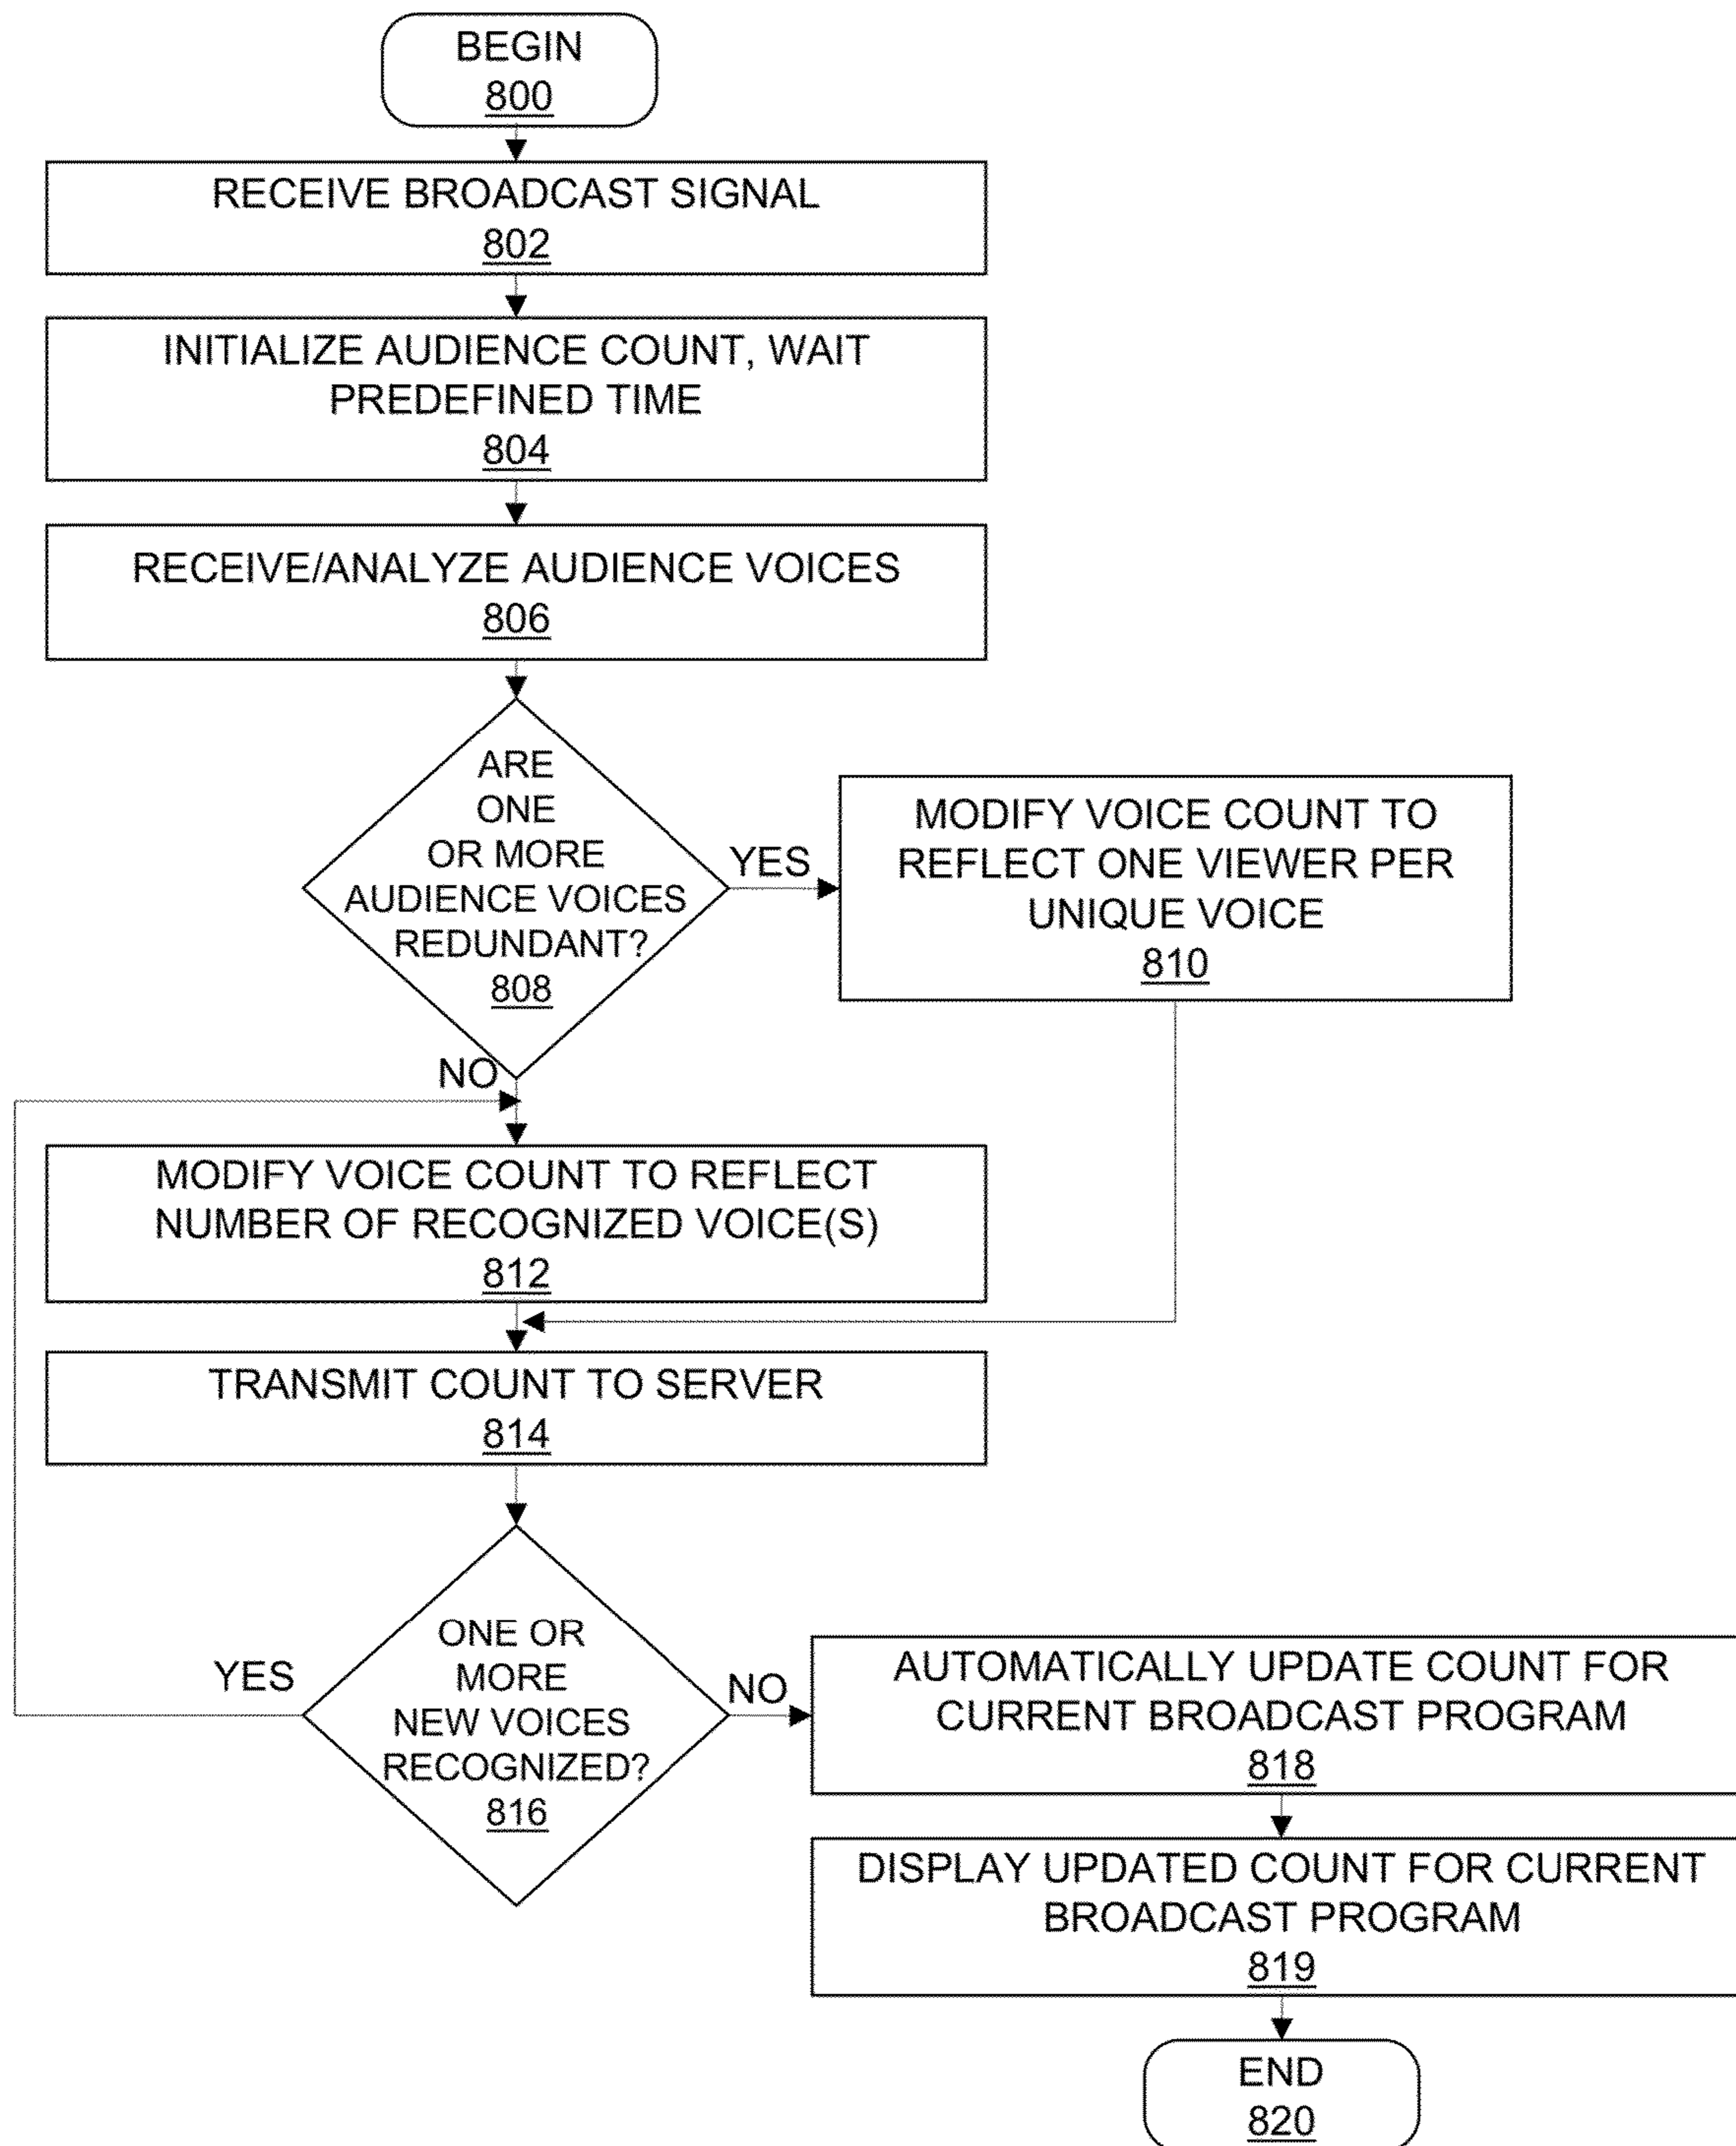 BEGIN
800
RECEIVE BROADCAST SIGNAL
802
INITIALIZE AUDIENCE COUNT, WAIT
PREDEFINED TIME
804
RECEIVE/ANALYZE AUDIENCE VOICES
806
ARE
ONE
OR MORE
AUDIENCE VOICES
REDUNDANT?
808
YES
MODIFY VOICE COUNT TO
REFLECT ONE VIEWER PER
UNIQUE VOICE
810
NO
MODIFY VOICE COUNT TO REFLECT
NUMBER OF RECOGNIZED VOICE(S)
812
TRANSMIT COUNT TO SERVER
814
ONE OR
MORE
NEW VOICES
RECOGNIZED?
816
YES
NO
AUTOMATICALLY UPDATE COUNT FOR
CURRENT BROADCAST PROGRAM
818
DISPLAY UPDATED COUNT FOR CURRENT
BROADCAST PROGRAM
819
END
820